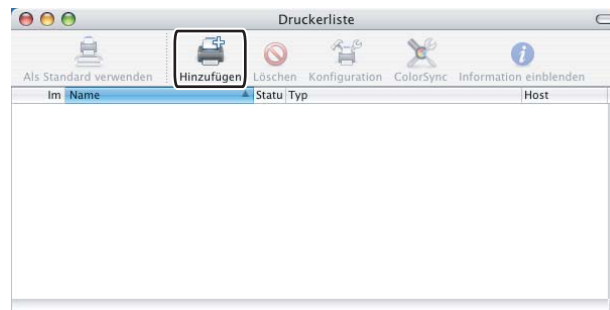 Druckerliste
Als Standard verwenden Hinzufügen Löschen Konfiguration ColorSync Information einblenden
Im Name Statu Typ Host